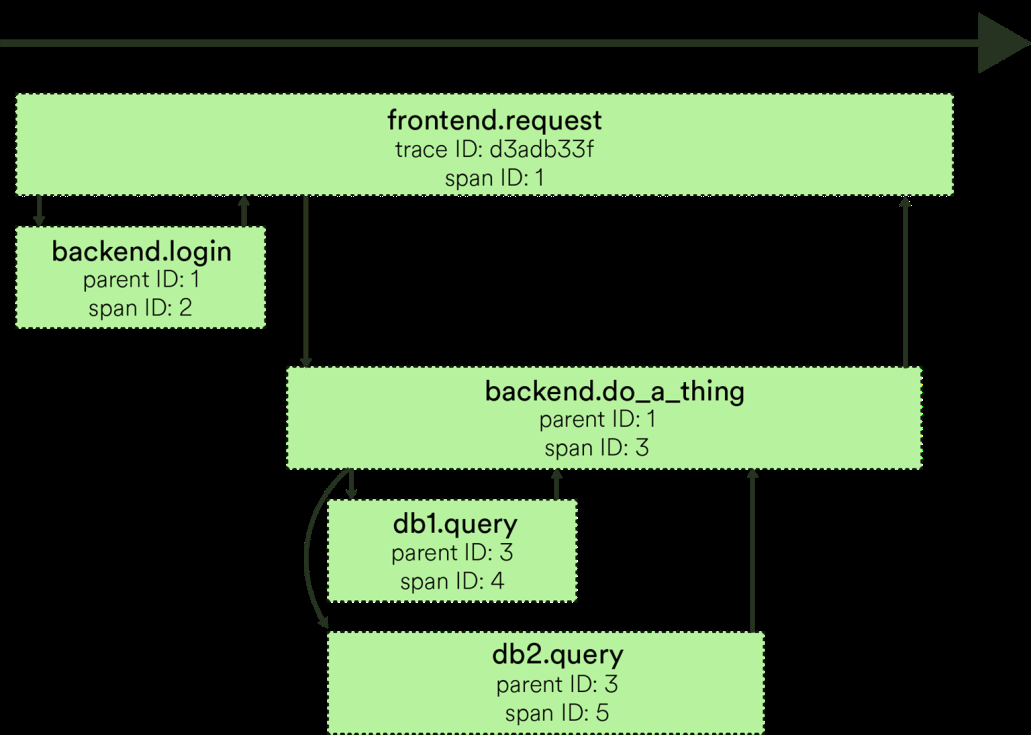 frontend.request
trace ID: d3adb33f
span ID: 1
backend.login
parent ID: 1
span ID: 2
backend.do_a_thing
parent ID: 1
span ID: 3
db1.query
parent ID: 3
span ID: 4
db2.query
parent ID: 3
span ID: 5